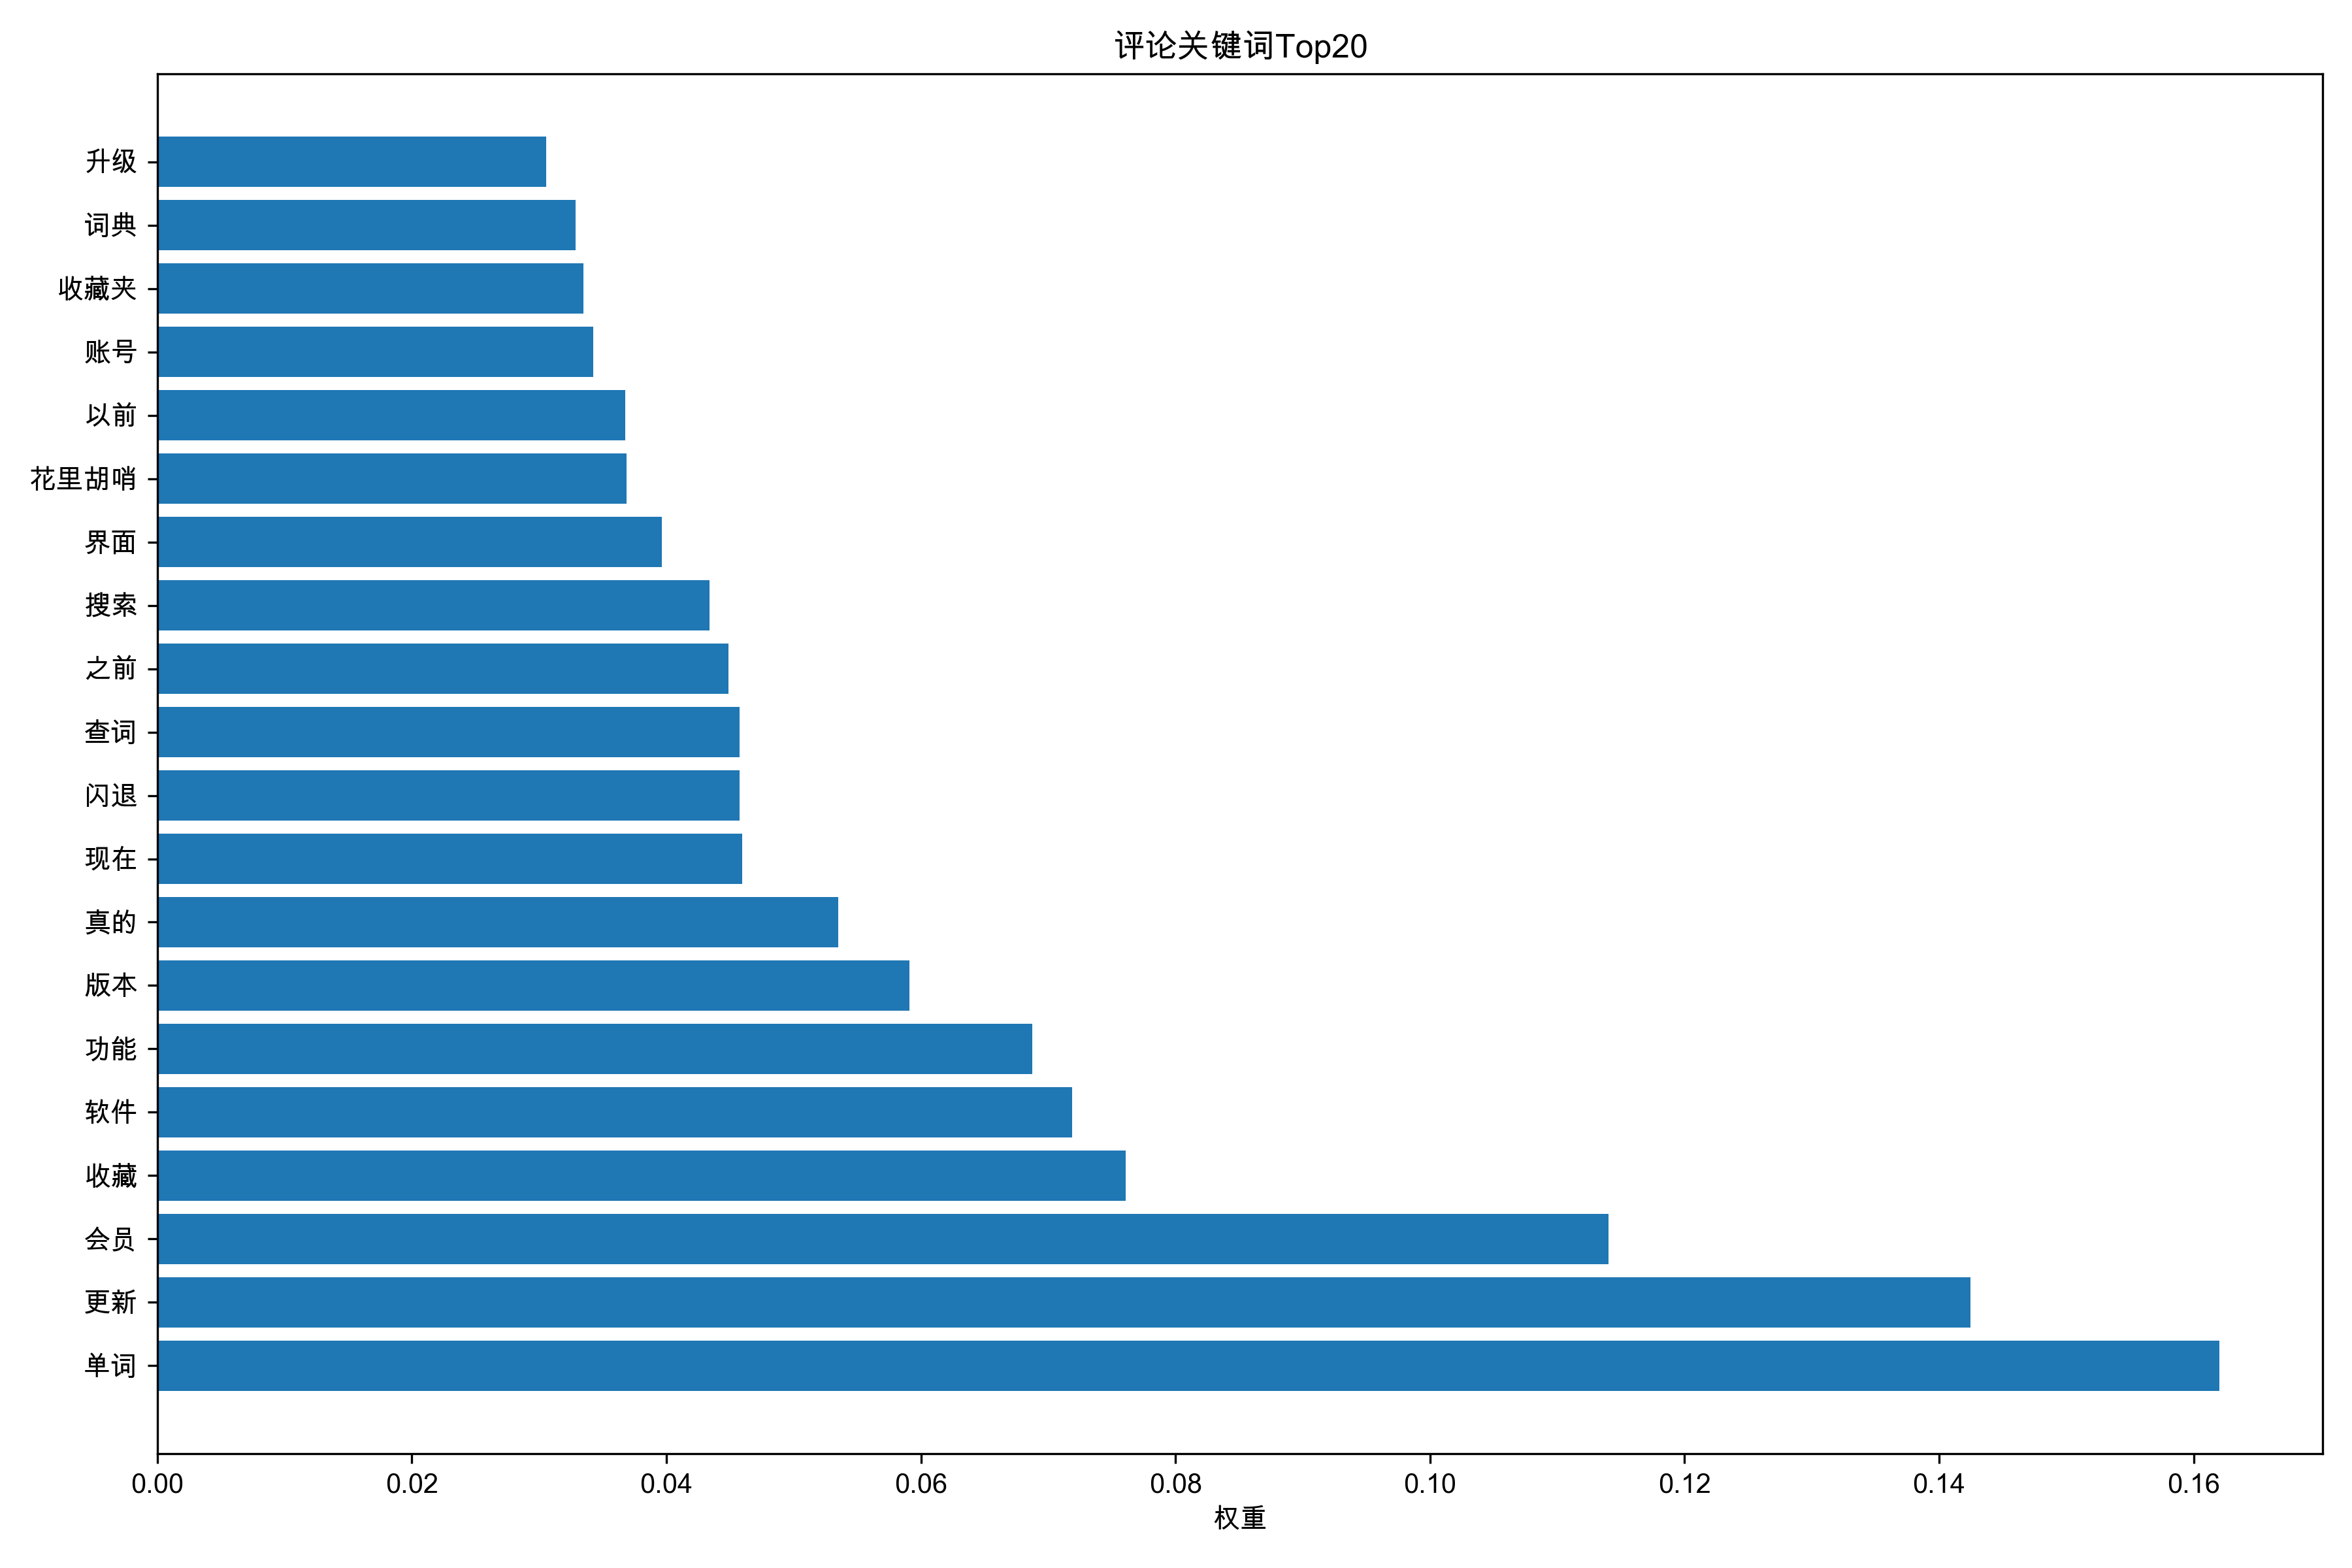 评论关键词Top20
升级
词典
收藏夹
账号
以前
花里胡哨
界面
搜索
之前
查词
闪退
现在
真的
版本
功能
软件
收藏
会员
更新
单词
0.00 0.02 0.04 0.06 0.08 0.10 0.12 0.14 0.16
权重